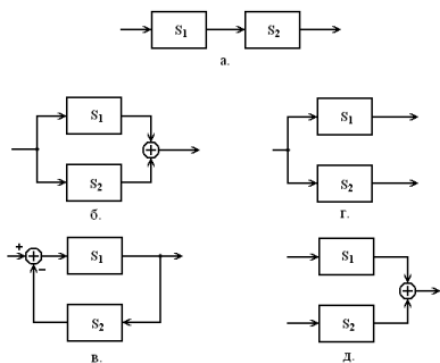 S₁ S₂
а.
S₁ S₁
S₂ S₂
б. г.
+ − S₁ S₁
S₂ S₂
в. д.